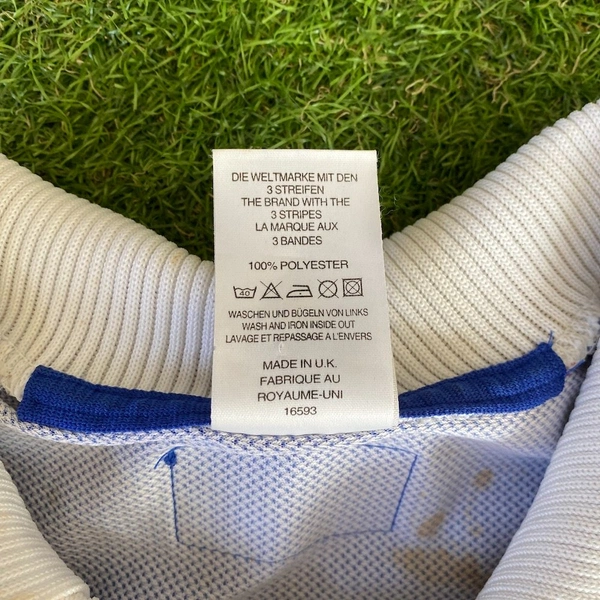 DIE WELTMARKE MIT DEN
3 STREIFEN
THE BRAND WITH THE
3 STRIPES
LA MARQUE AUX
3 BANDES
100% POLYESTER
40
WASCHEN UND BÜGELN VON LINKS
WASH AND IRON INSIDE OUT
LAVAGE ET REPASSAGE A L'ENVERS
MADE IN U.K.
FABRIQUE AU
ROYAUME-UNI
16593